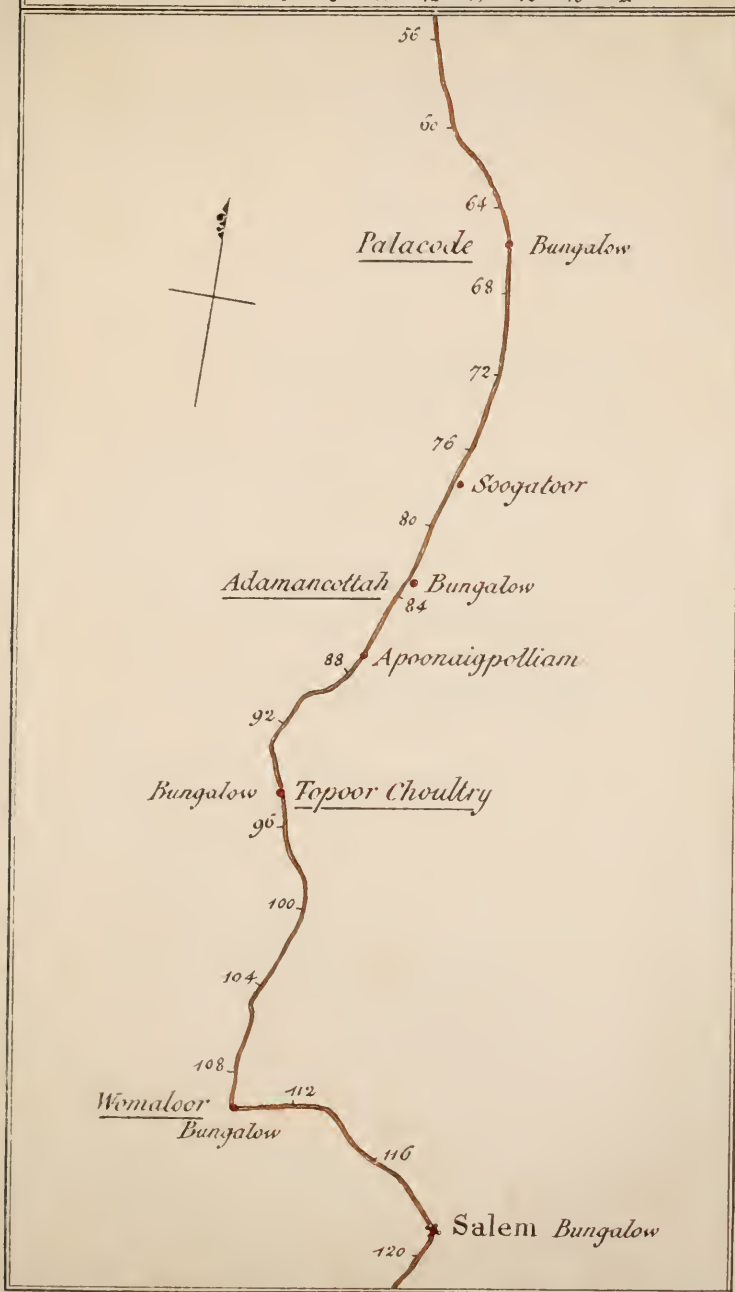 56
60
64
Palacode Bungalow
68
72
76
Soogatoor
80
Adamancottah Bungalow
84
Apoonaigpolliam
88
92
Bungalow Topoor Choultry
96
100
104
108
Womaloor 112
Bungalow
116
Salem Bungalow
120